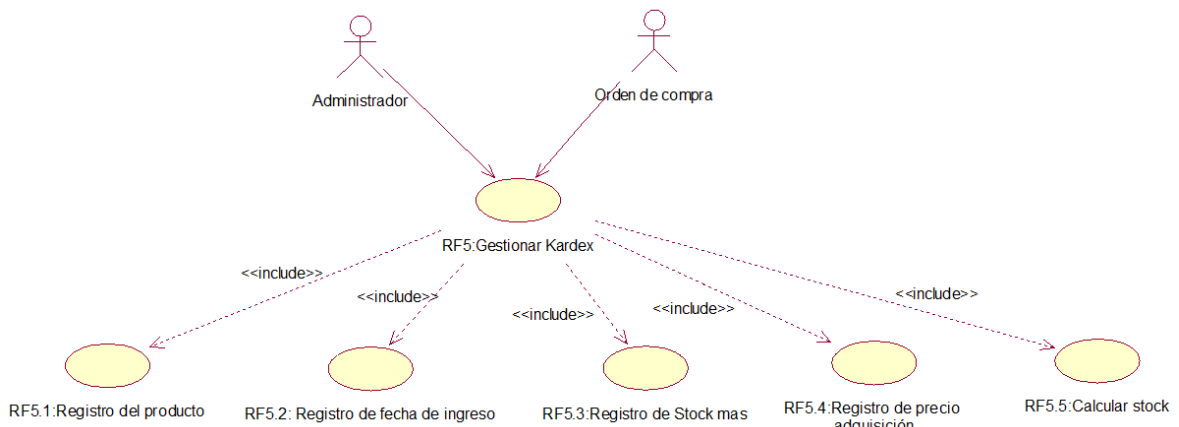 Administrador
Orden de compra
RF5:Gestionar Kardex
<<include>>
<<include>>
<<include>>
<<include>>
<<include>>
RF5.1:Registro del producto
RF5.2: Registro de fecha de ingreso
RF5.3:Registro de Stock mas
RF5.4:Registro de precio
adquisición
RF5.5:Calcular stock